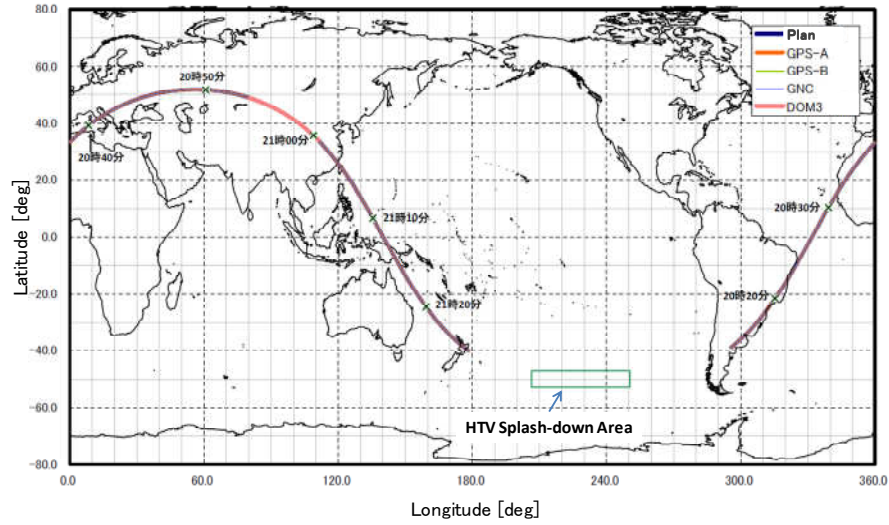 80.0
60.0
40.0
20.0
0.0
-20.0
-40.0
-60.0
-80.0
Latitude [deg]
Plan
GPS-A
GPS-B
GNC
DOM3
20時50分
20時40分
21時00分
21時10分
21時20分
20時30分
20時20分
HTV Splash-down Area
0.0
60.0
120.0
180.0
240.0
300.0
360.0
Longitude [deg]